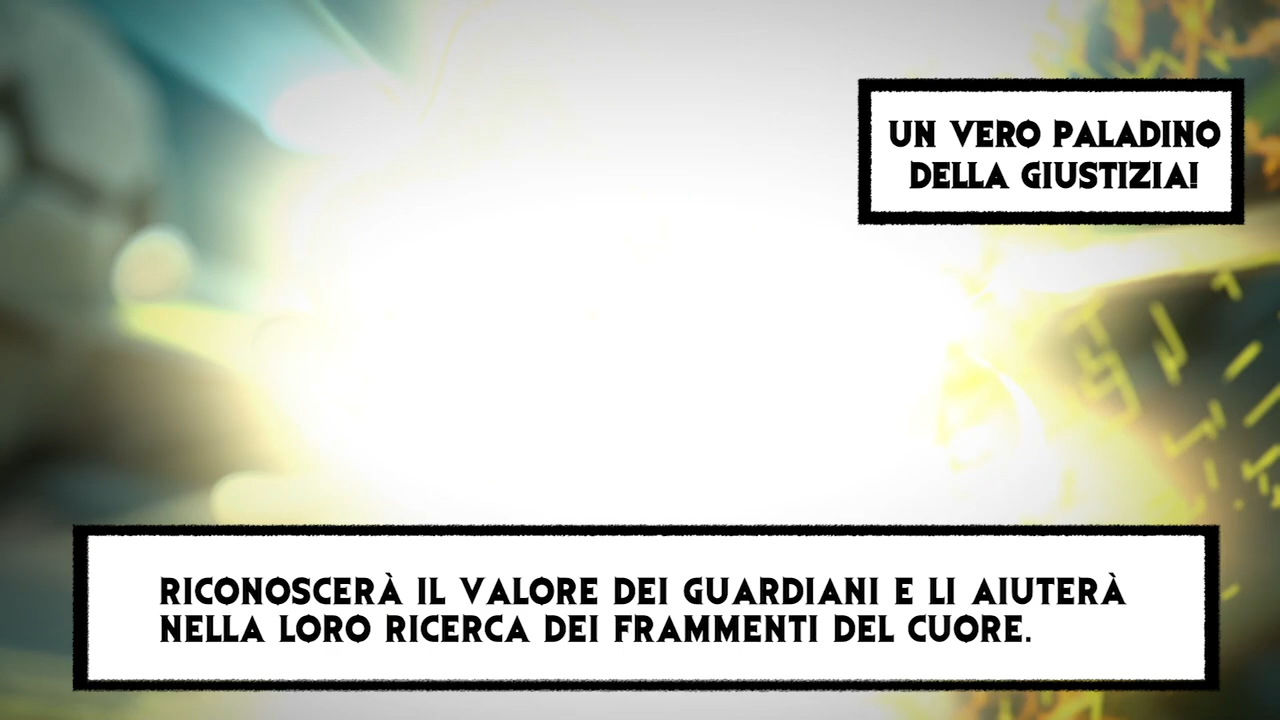 UN VERO PALADINO
DELLA GIUSTIZIA!
RICONOSCERÀ IL VALORE DEI GUARDIANI E LI AIUTERÀ
NELLA LORO RICERCA DEI FRAMMENTI DEL CUORE.